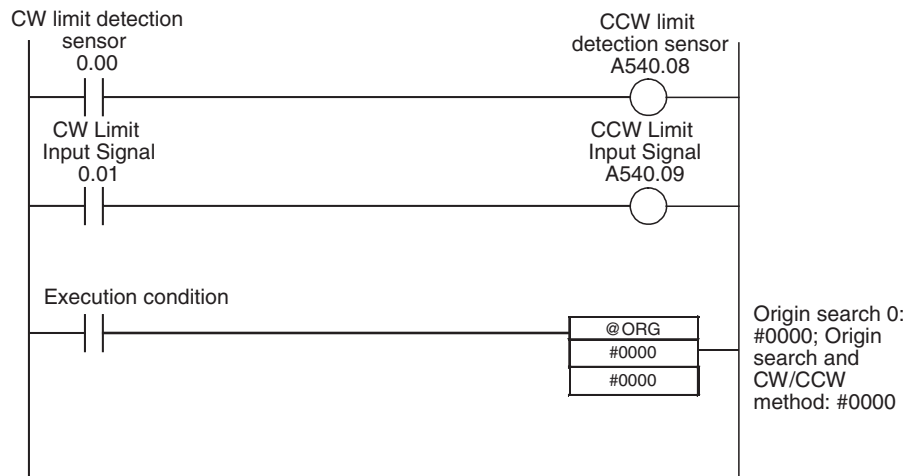 CW limit detection
sensor
0.00
CCW limit
detection sensor
A540.08
CW Limit
Input Signal
0.01
CCW Limit
Input Signal
A540.09
Execution condition
@ORG
#0000
#0000
Origin search 0:
#0000; Origin
search and
CW/CCW
method: #0000